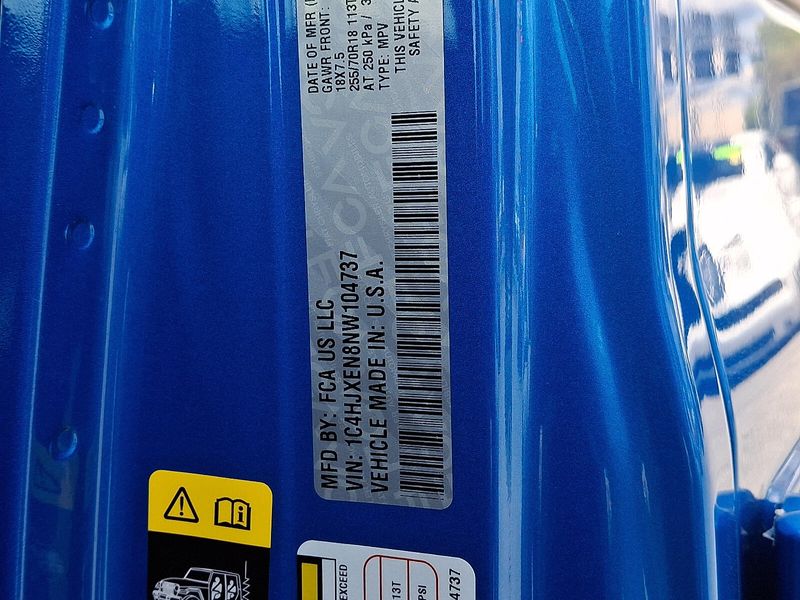 MFD BY: FCA US LLC
VIN: 1C4HJXEN8NW104737
VEHICLE MADE IN: U.S.A.
DATE OF MFR
GAWR FRONT:
18X7.5
255/70R18 113T
AT 250 kPa /
TYPE: MPV
THIS VEHICLE
SAFETY
EXCEED
13T
PSI
4737